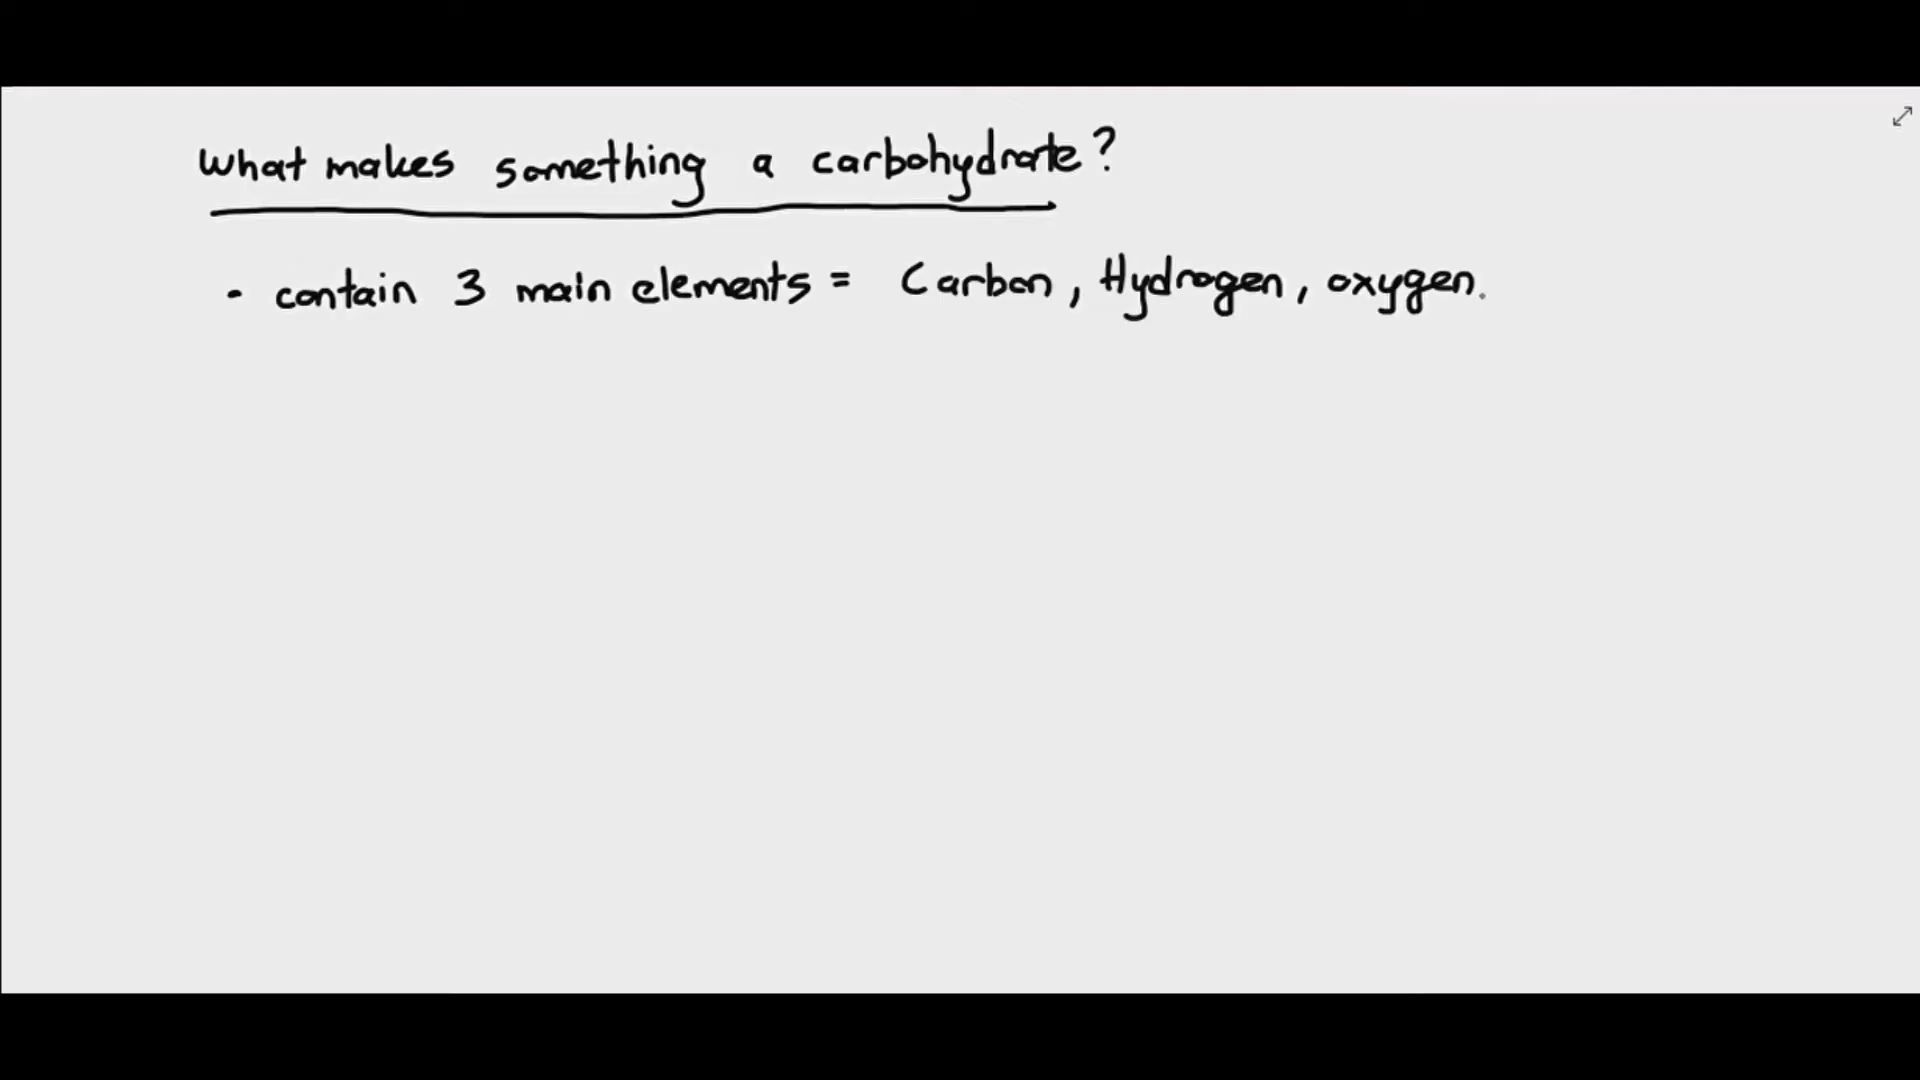 What makes something a carbohydrate?
- contain 3 main elements = Carbon, Hydrogen, oxygen.